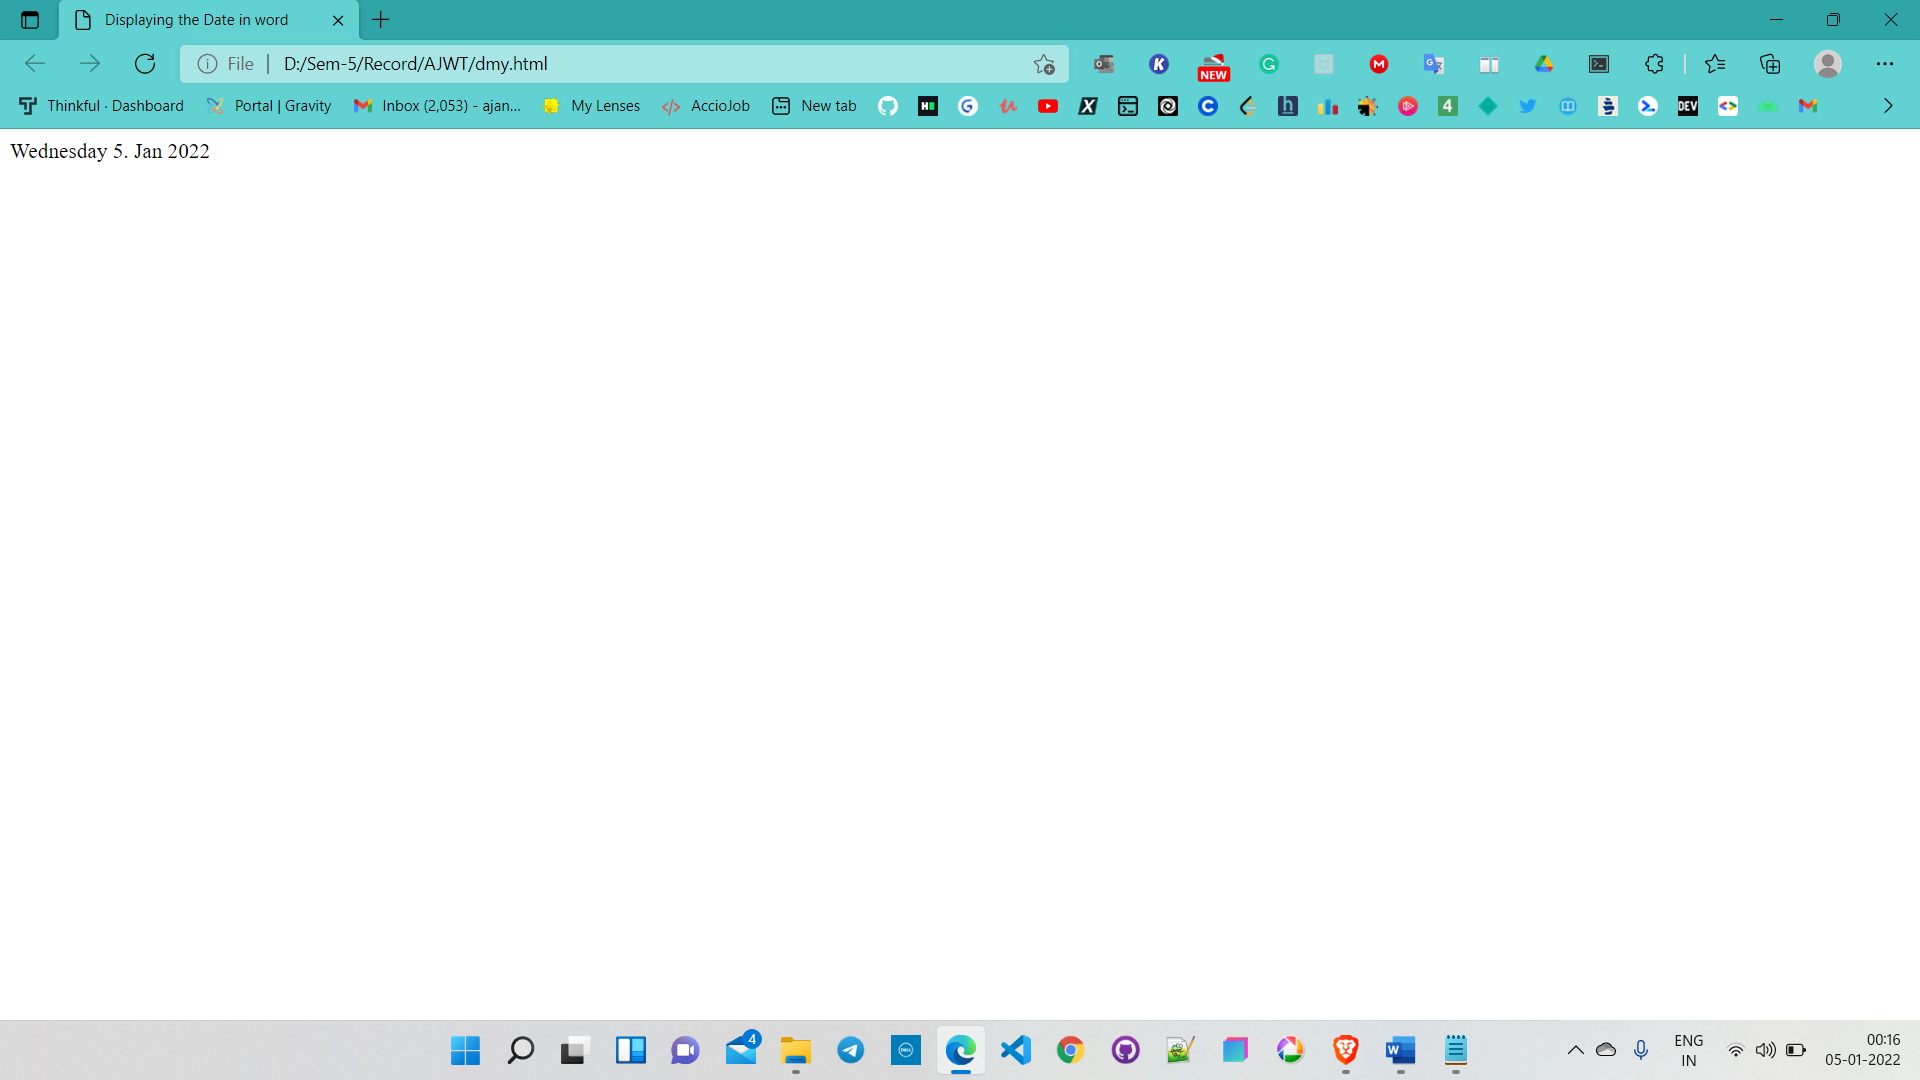 Displaying the Date in word
File D:/Sem-5/Record/AJWT/dmy.html
NEW
Thinkful · Dashboard Portal | Gravity Inbox (2,053) - ajan... My Lenses AccioJob New tab
Wednesday 5. Jan 2022
4
ENG
IN
00:16
05-01-2022